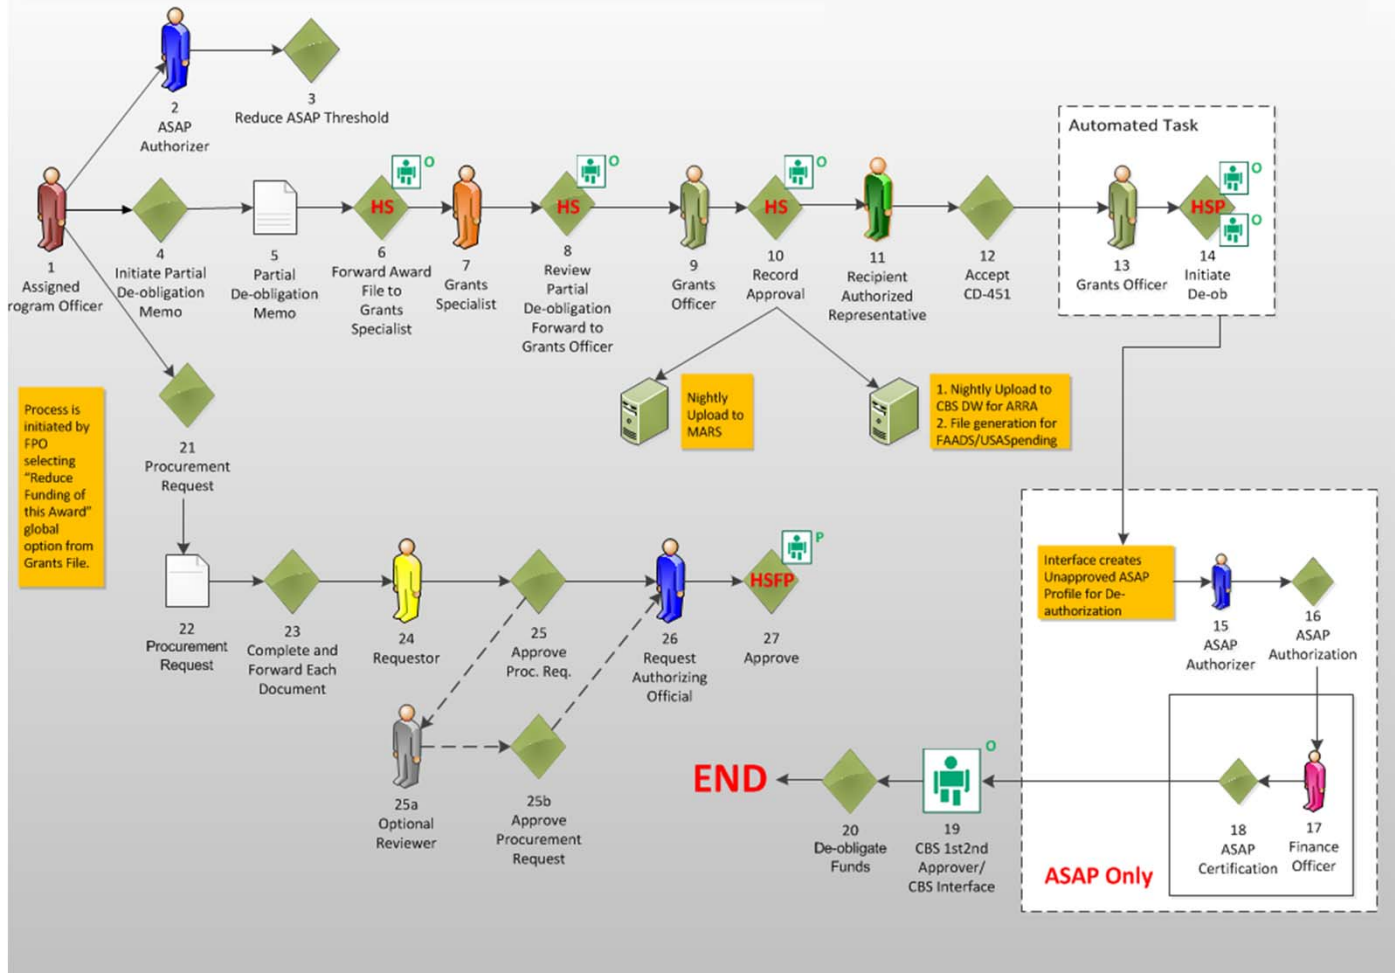 2
ASAP
Authorizer
3
Reduce ASAP Threshold
1
Assigned
rogram Officer
4
Initiate Partial
De-obligation
Memo
5
Partial
De-obligation
Memo
O
HS
6
Forward Award
File to
Grants
Specialist
7
Grants
Specialist
O
HS
8
Review
Partial
De-obligation
Forward to
Grants Officer
9
Grants
Officer
O
HS
10
Record
Approval
11
Recipient
Authorized
Representative
12
Accept
CD-451
Automated Task
13
Grants Officer
O
HSP
O
14
Initiate
De-ob
Nightly
Upload to
MARS
1. Nightly Upload to
CBS DW for ARRA
2. File generation for
FAADS/USASpending
Process is
initiated by
FPO
selecting
“Reduce
Funding of
this Award”
global
option from
Grants File.
21
Procurement
Request
22
Procurement
Request
23
Complete and
Forward Each
Document
24
Requestor
25
Approve
Proc. Req.
26
Request
Authorizing
Official
P
HSFP
27
Approve
25a
Optional
Reviewer
25b
Approve
Procurement
Request
Interface creates
Unapproved ASAP
Profile for De-
authorization
15
ASAP
Authorizer
16
ASAP
Authorization
17
Finance
Officer
18
ASAP
Certification
ASAP Only
O
19
CBS 1st2nd
Approver/
CBS Interface
20
De-obligate
Funds
END